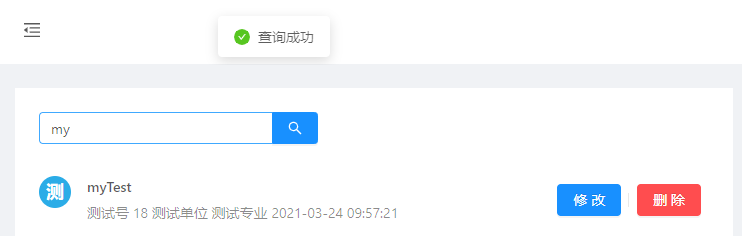 查询成功
my
测
myTest
测试号 18 测试单位 测试专业 2021-03-24 09:57:21
修 改
删 除